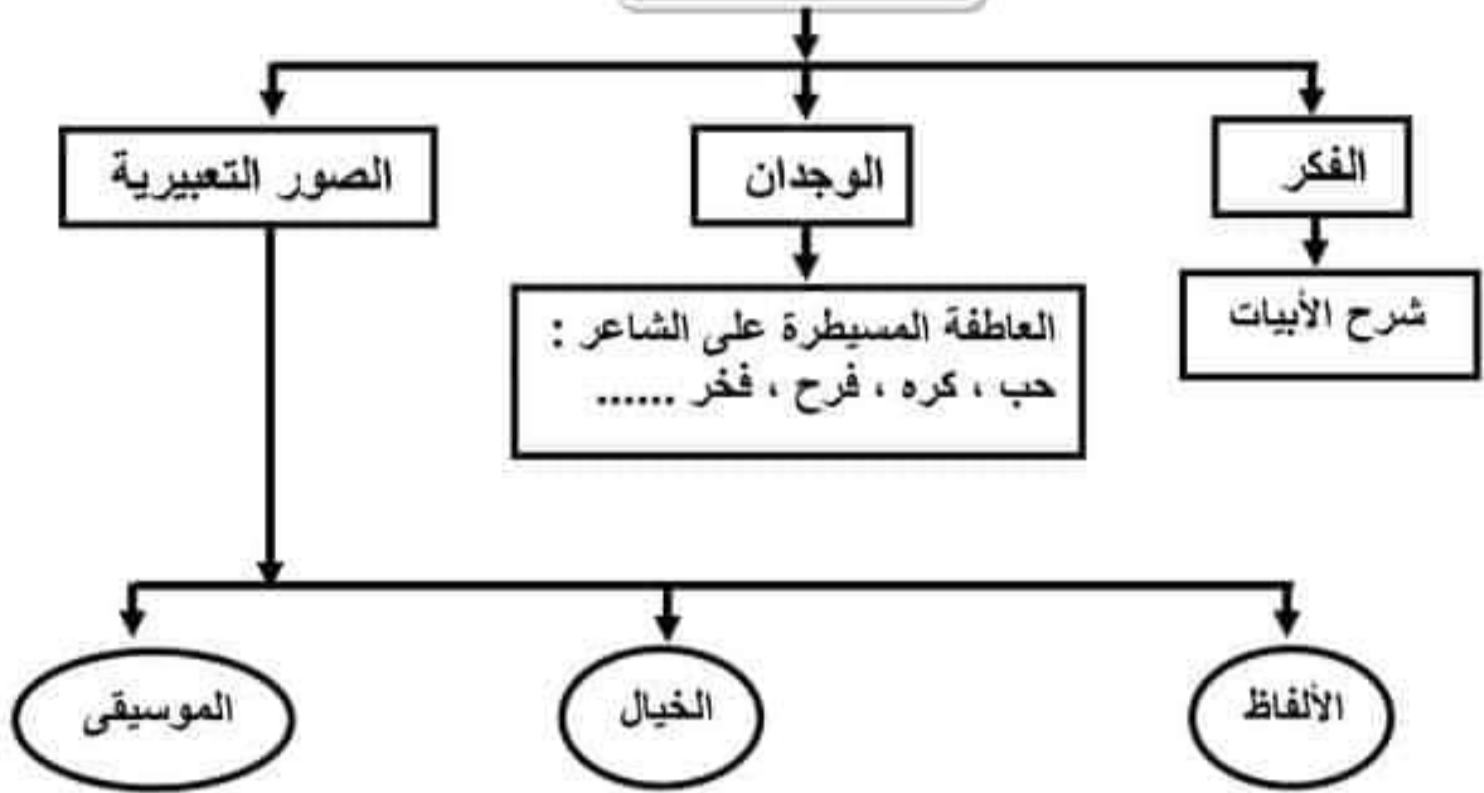 الفكر
الوجدان
الصور التعبيرية
شرح الأبيات
العاطفة المسيطرة على الشاعر :
حب ، كره ، فرح ، فخر ......
الألفاظ
الخيال
الموسيقى